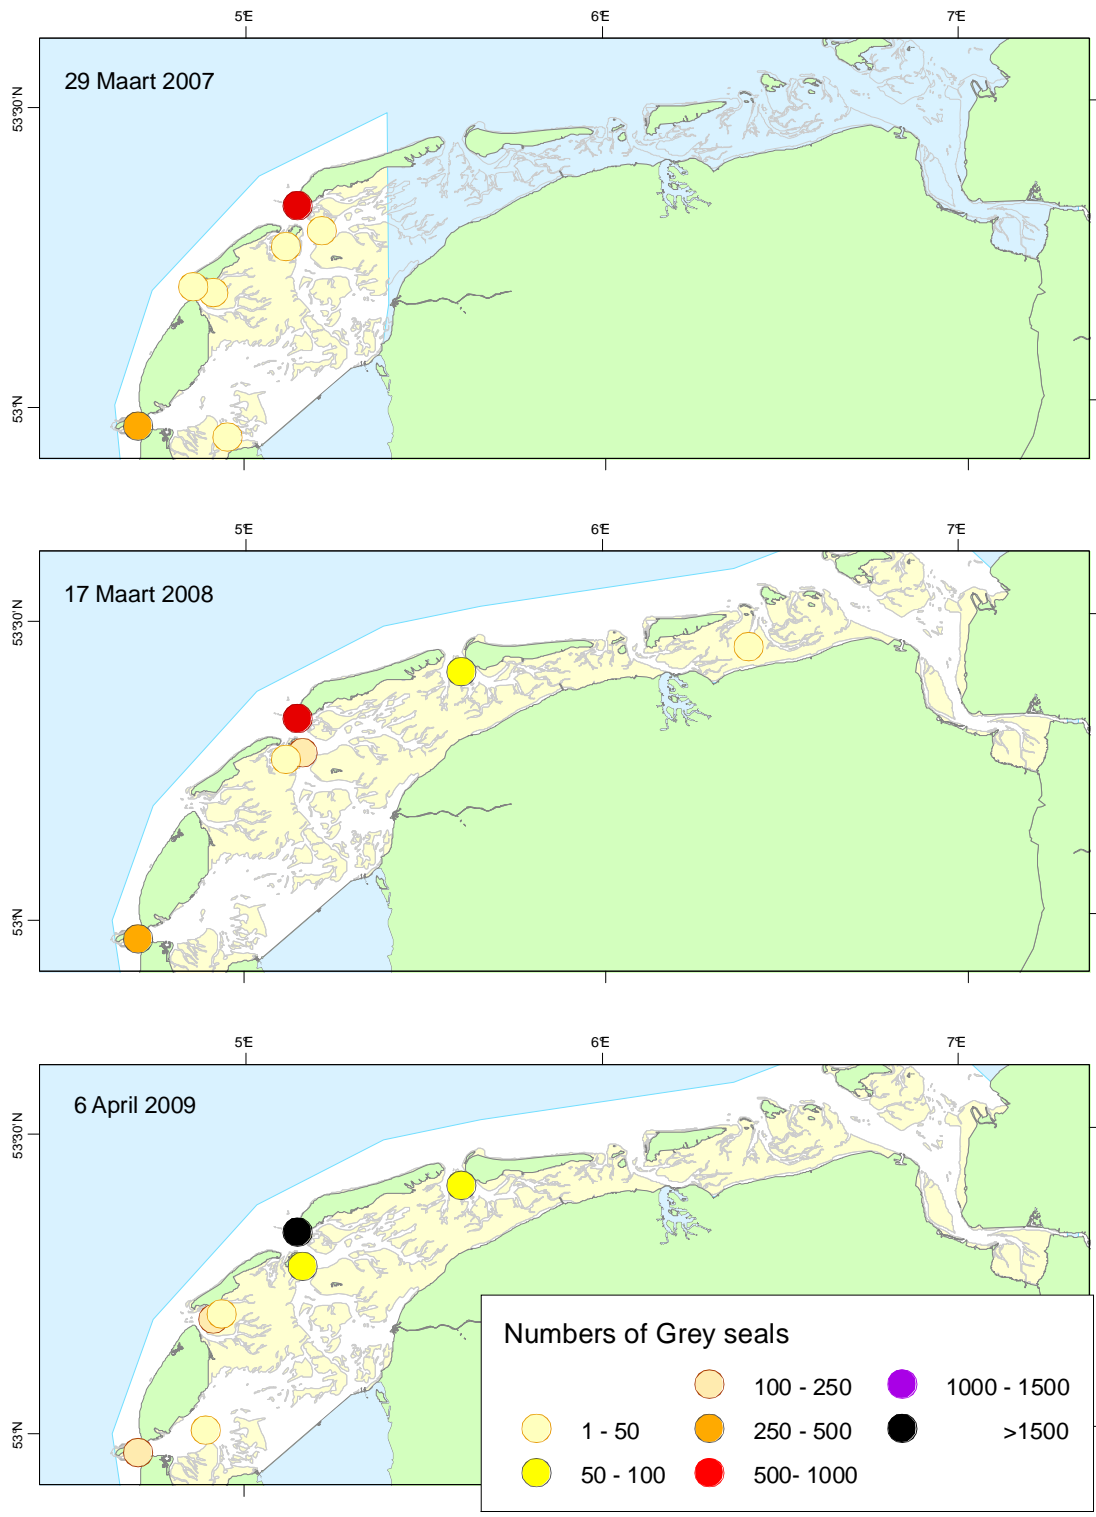 5°E 6°E 7°E
29 Maart 2007
53°30'N
53°N
5°E 6°E 7°E
17 Maart 2008
53°30'N
53°N
5°E 6°E 7°E
6 April 2009
53°30'N
53°N
Numbers of Grey seals
100 - 250 1000 - 1500
1 - 50 250 - 500 >1500
50 - 100 500- 1000